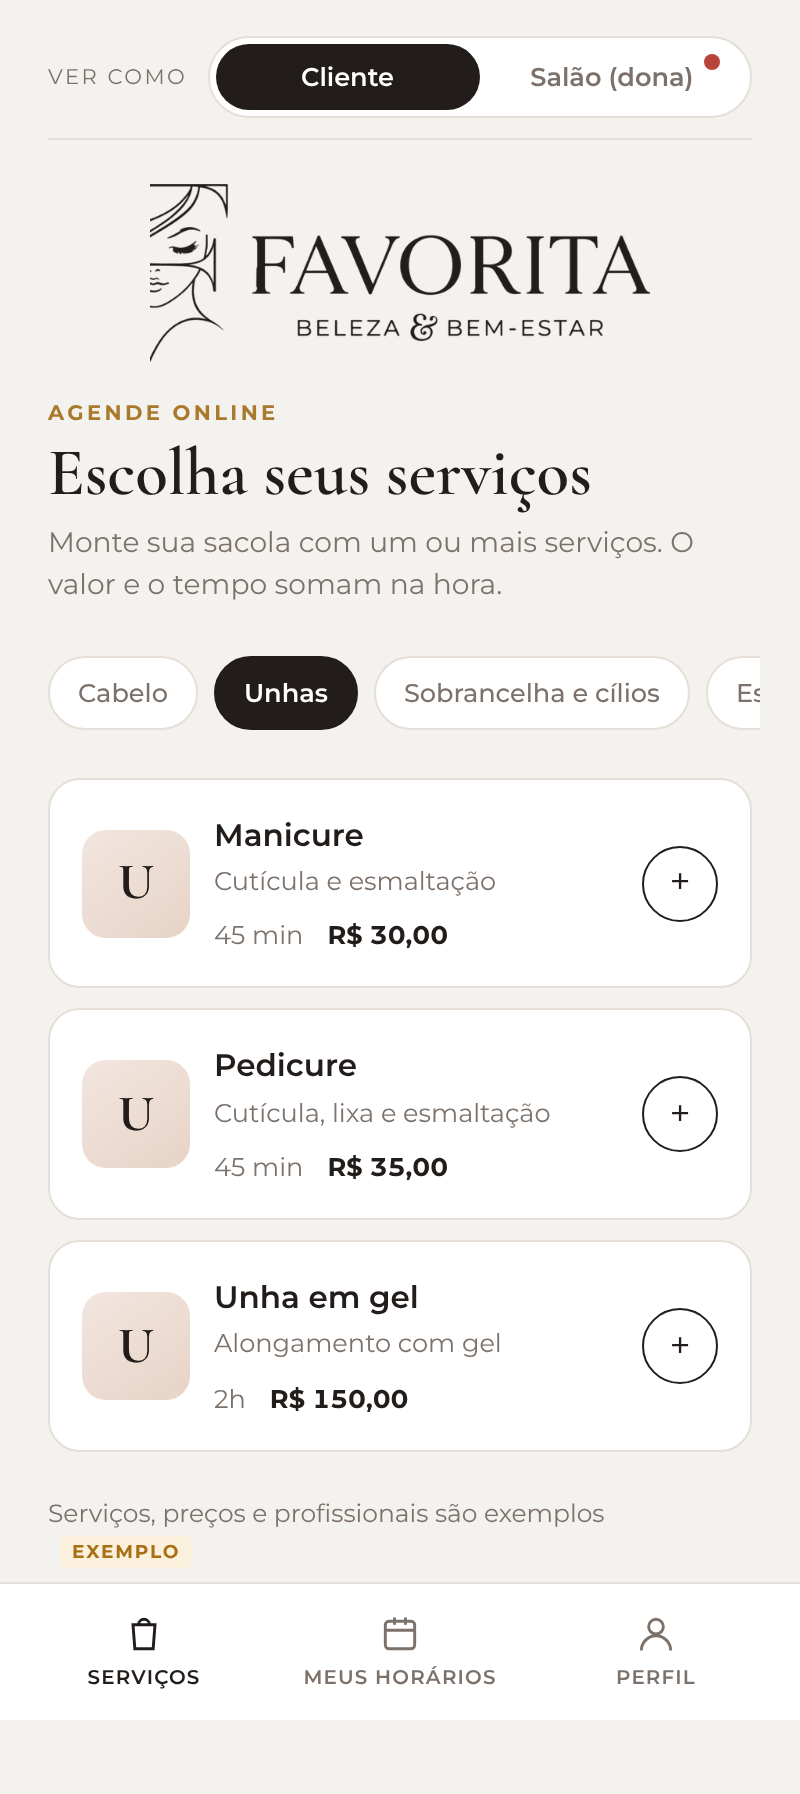 VER COMO
Cliente
Salão (dona)
FAVORITA
BELEZA & BEM-ESTAR
AGENDE ONLINE
Escolha seus serviços
Monte sua sacola com um ou mais serviços. O
valor e o tempo somam na hora.
Cabelo
Unhas
Sobrancelha e cílios
Es
U
Manicure
Cutícula e esmaltação
45 min R$ 30,00
+
U
Pedicure
Cutícula, lixa e esmaltação
45 min R$ 35,00
+
U
Unha em gel
Alongamento com gel
2h R$ 150,00
+
Serviços, preços e profissionais são exemplos
EXEMPLO
SERVIÇOS
MEUS HORÁRIOS
PERFIL